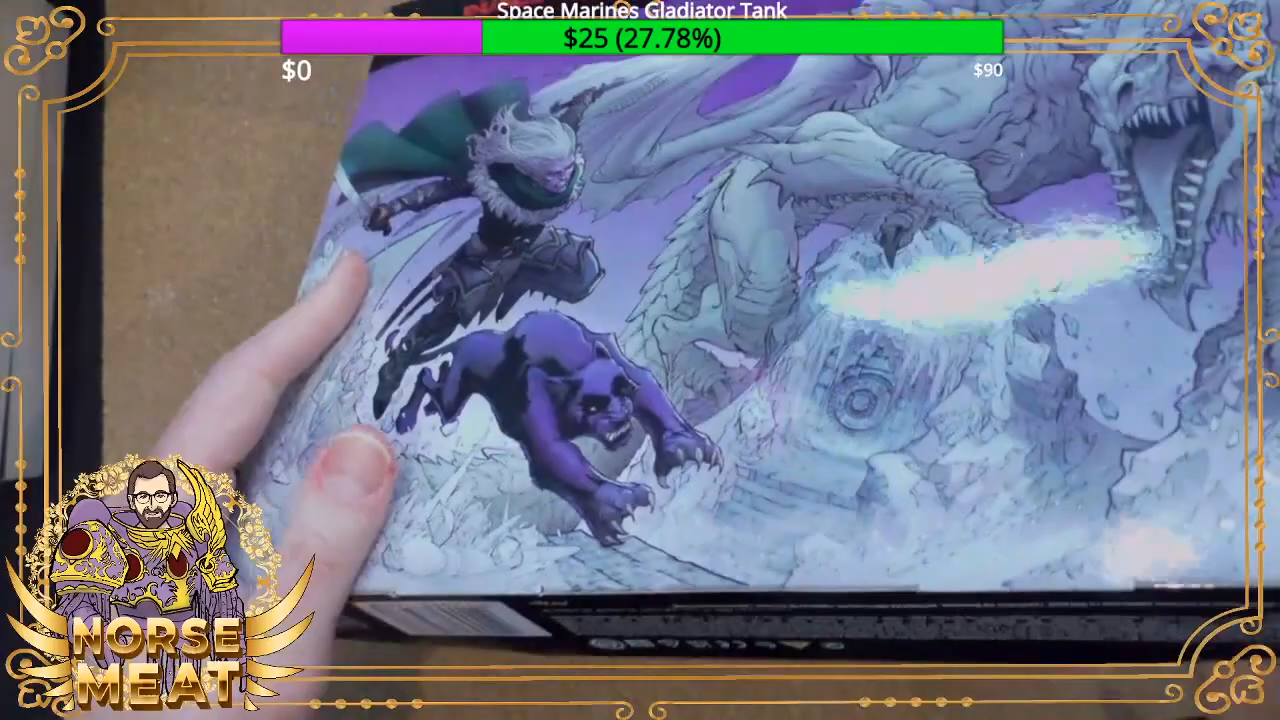 Space Marines Gladiator Tank
$25 (27.78%)
$0
$90
NORSE
MEAT